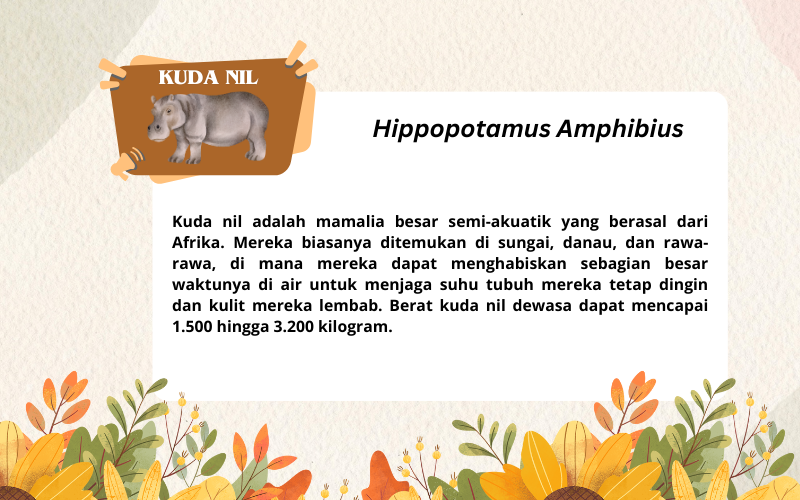 KUDA NIL
Hippopotamus Amphibius
Kuda nil adalah mamalia besar semi-akuatik yang berasal dari
Afrika. Mereka biasanya ditemukan di sungai, danau, dan rawa-
rawa, di mana mereka dapat menghabiskan sebagian besar
waktunya di air untuk menjaga suhu tubuh mereka tetap dingin
dan kulit mereka lembab. Berat kuda nil dewasa dapat mencapai
1.500 hingga 3.200 kilogram.